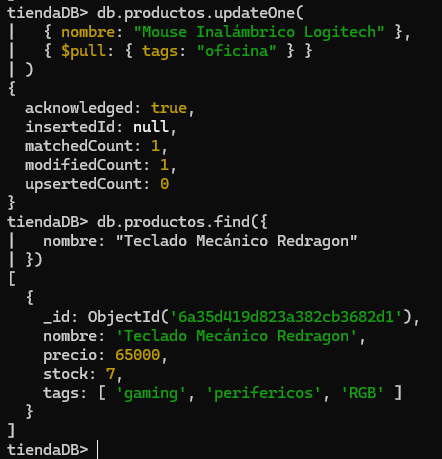 tiendaDB> db.productos.updateOne(
|   { nombre: "Mouse Inalámbrico Logitech" },
|   { $pull: { tags: "oficina" } }
| )
{
  acknowledged: true,
  insertedId: null,
  matchedCount: 1,
  modifiedCount: 1,
  upsertedCount: 0
}
tiendaDB> db.productos.find({
|   nombre: "Teclado Mecánico Redragon"
| })
[
  {
    _id: ObjectId('6a35d419d823a382cb3682d1'),
    nombre: 'Teclado Mecánico Redragon',
    precio: 65000,
    stock: 7,
    tags: [ 'gaming', 'perifericos', 'RGB' ]
  }
]
tiendaDB>